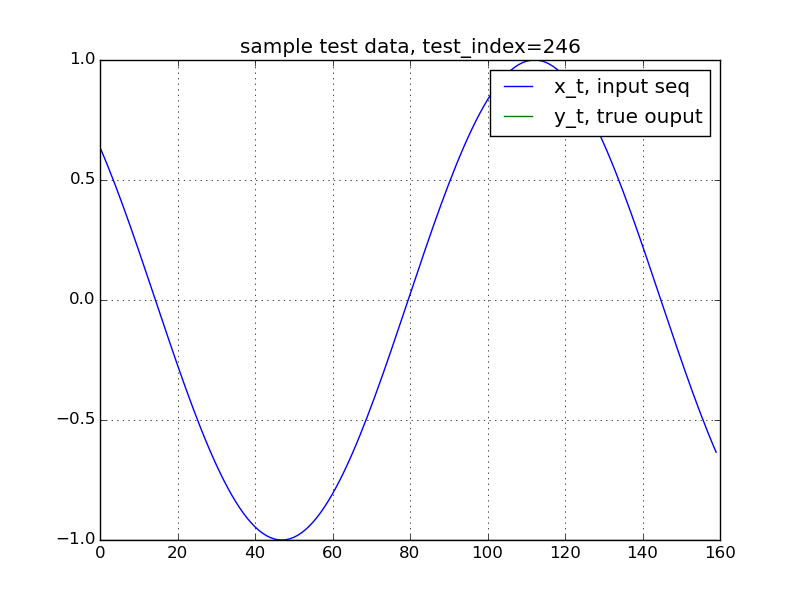 sample test data, test_index=246
x_t, input seq
y_t, true ouput
1.0
0.5
0.0
−0.5
−1.0
0 20 40 60 80 100 120 140 160